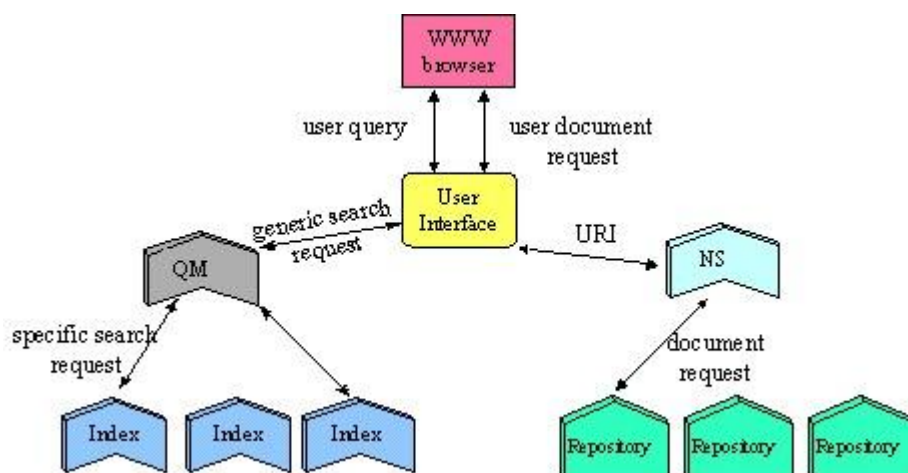 WWW
browser
user query
user document
request
User
Interface
generic search
request
URI
QM
NS
specific search
request
document
request
Index
Index
Index
Repository
Repository
Repository